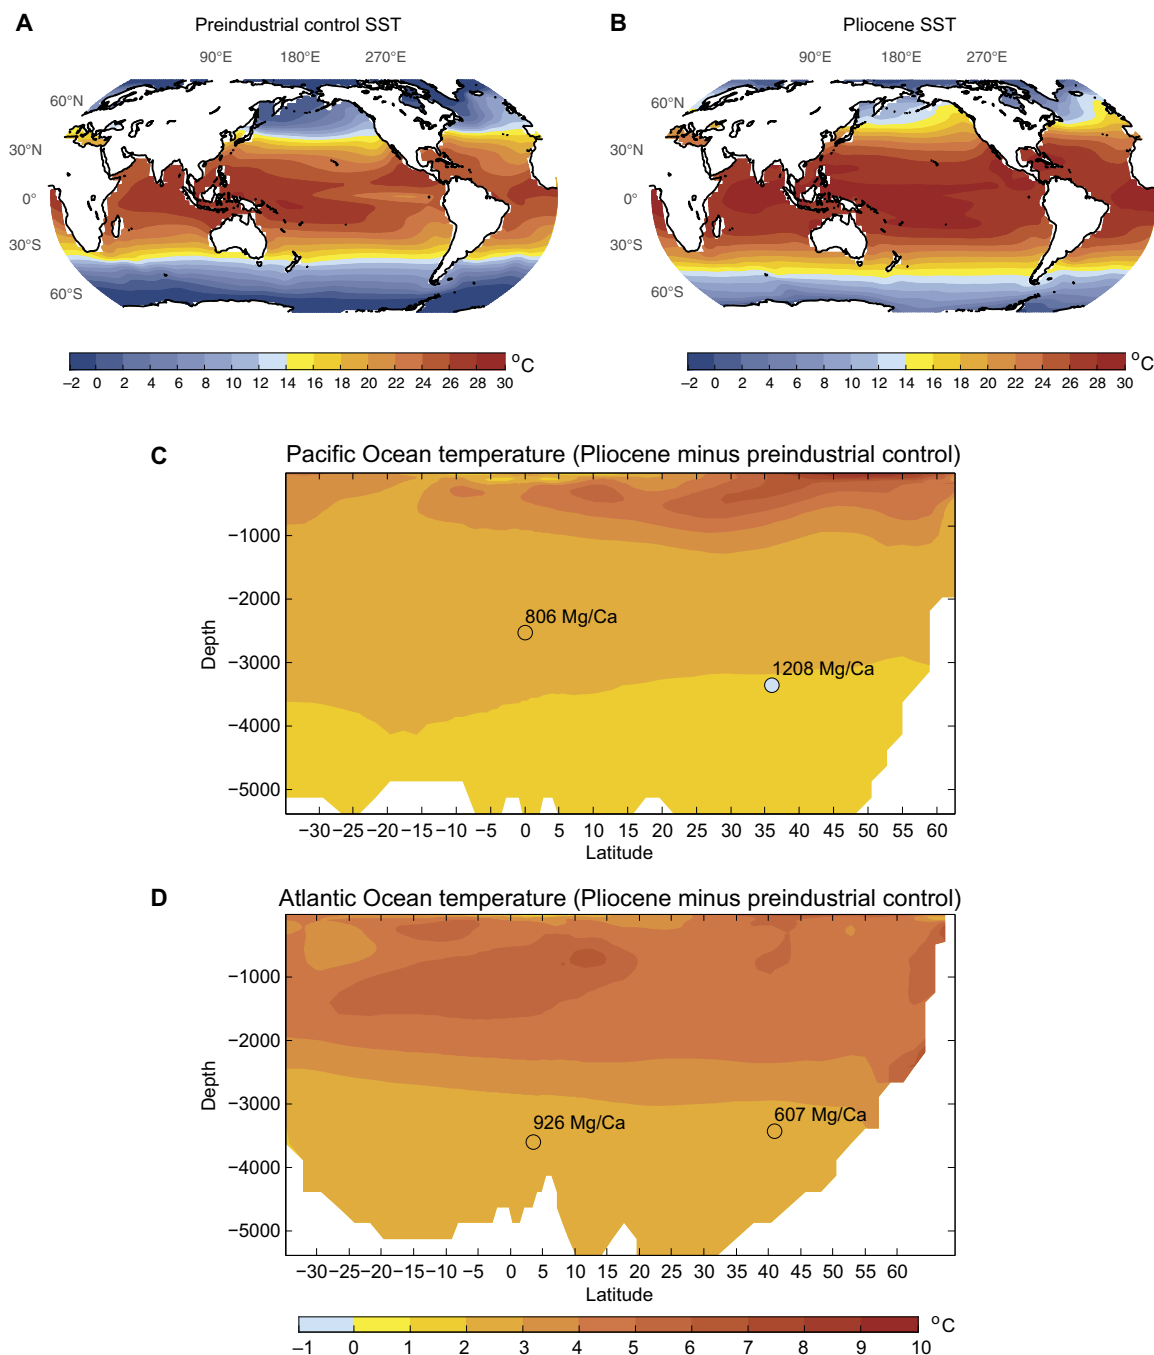 A
Preindustrial control SST
90°E 180°E 270°E
60°N
30°N
0°
30°S
60°S
−2 0 2 4 6 8 10 12 14 16 18 20 22 24 26 28 30
°C
B
Pliocene SST
90°E 180°E 270°E
60°N
30°N
0°
30°S
60°S
−2 0 2 4 6 8 10 12 14 16 18 20 22 24 26 28 30
°C
C
Pacific Ocean temperature (Pliocene minus preindustrial control)
−1000
−2000
−3000
−4000
−5000
Depth
806 Mg/Ca
1208 Mg/Ca
−30 −25 −20 −15 −10 −5 0 5 10 15 20 25 30 35 40 45 50 55 60
Latitude
D
Atlantic Ocean temperature (Pliocene minus preindustrial control)
−1000
−2000
−3000
−4000
−5000
Depth
926 Mg/Ca
607 Mg/Ca
−30 −25 −20 −15 −10 −5 0 5 10 15 20 25 30 35 40 45 50 55 60
Latitude
−1 0 1 2 3 4 5 6 7 8 9 10
°C